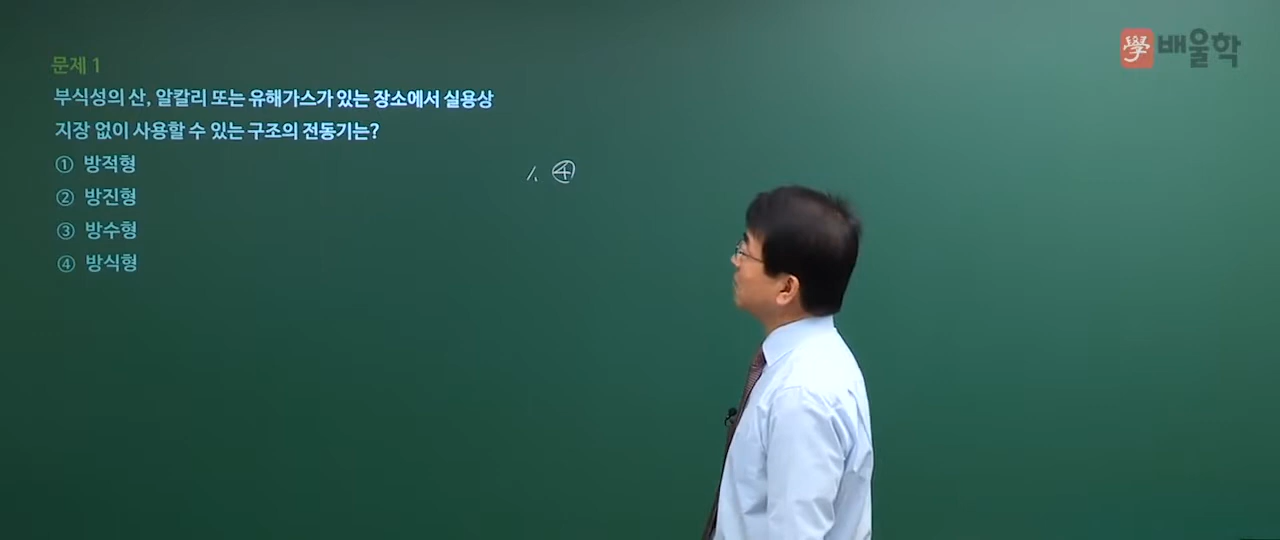 學 배울학
문제 1
부식성의 산, 알칼리 또는 유해가스가 있는 장소에서 실용상
지장 없이 사용할 수 있는 구조의 전동기는?
① 방적형
② 방진형
③ 방수형
④ 방식형
1. ④